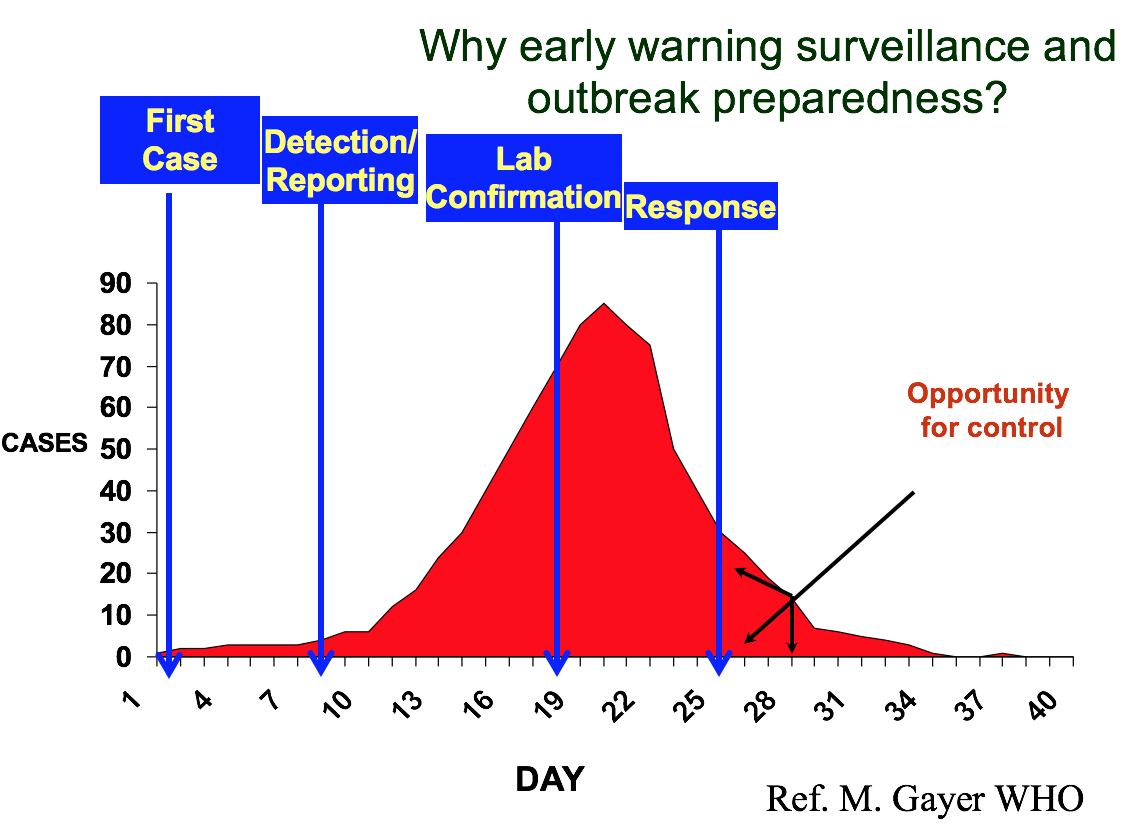 Why early warning surveillance and
outbreak preparedness?
First
Case
Detection/
Reporting
Lab
Confirmation
Response
90
80
70
60
50
40
30
20
10
0
CASES
Opportunity
for control
1
4
7
10
13
16
19
22
25
28
31
34
37
40
DAY
Ref. M. Gayer WHO